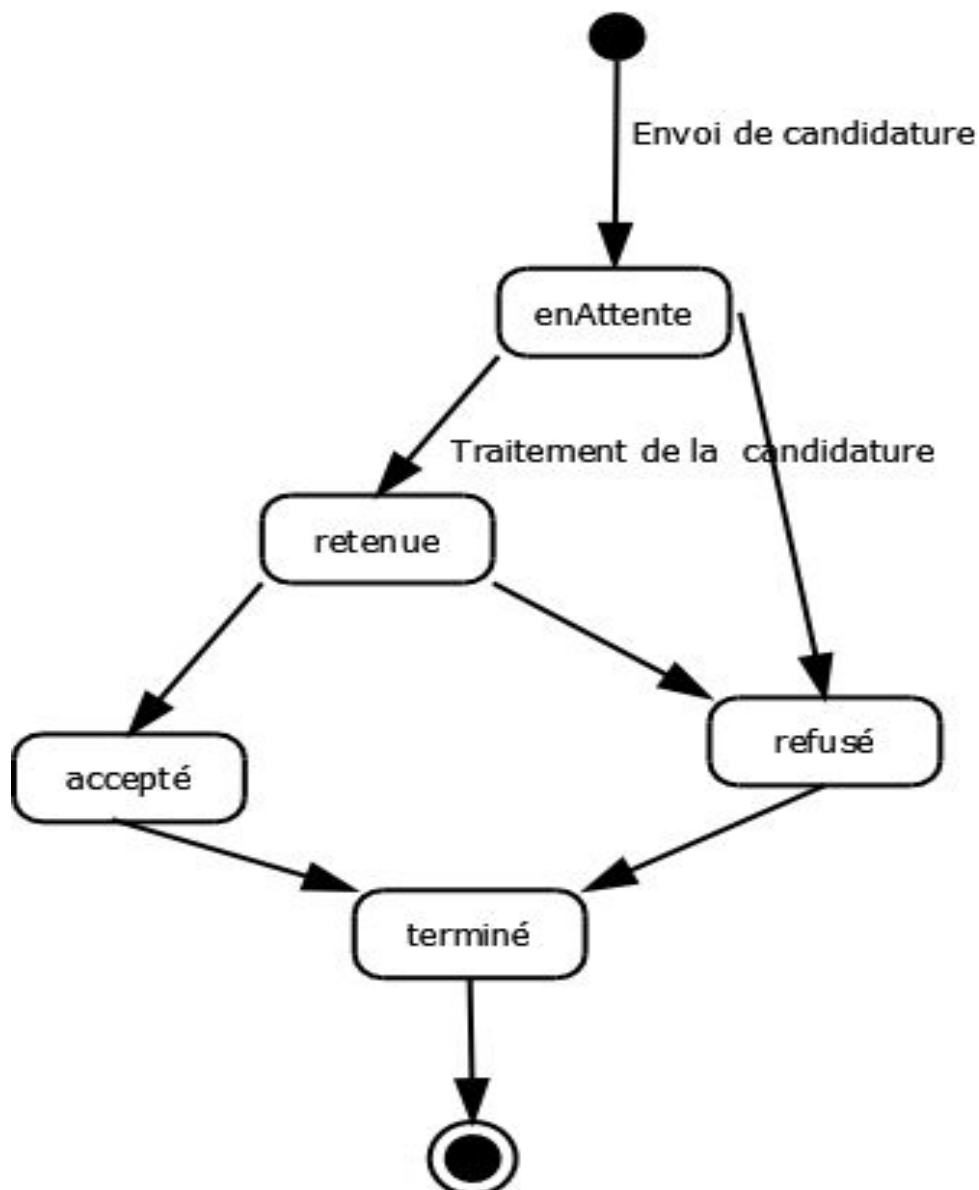 Envoi de candidature
enAttente
Traitement de la candidature
retenue
refusé
accepté
terminé